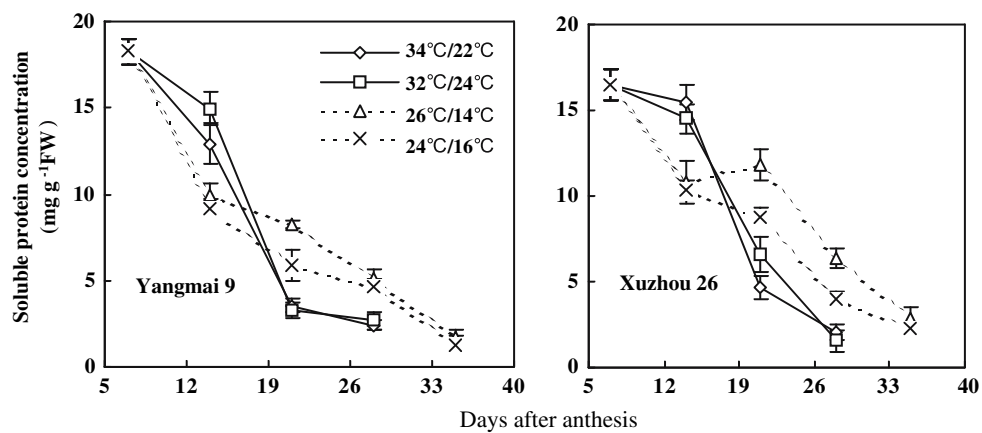 Soluble protein concentration
(mg g⁻¹FW)
20
15
10
5
0
34℃/22℃
32℃/24℃
26℃/14℃
24℃/16℃
Yangmai 9
5 12 19 26 33 40
20
15
10
5
0
Xuzhou 26
5 12 19 26 33 40
Days after anthesis